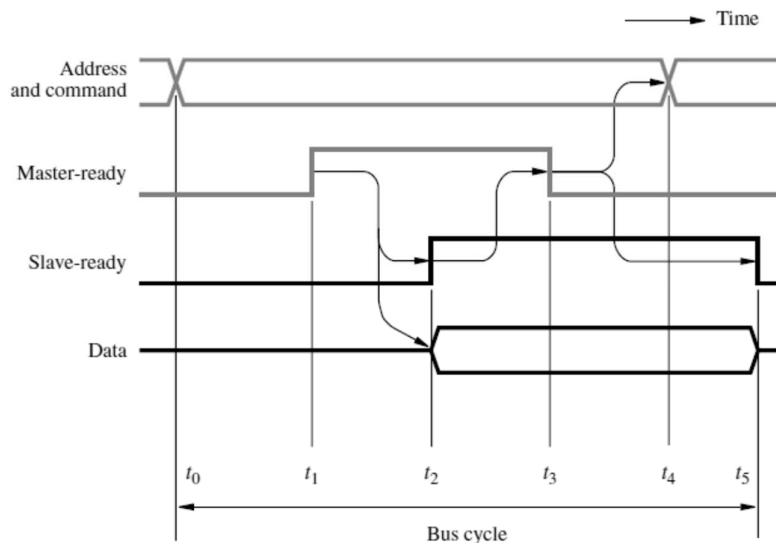 Time
Address
and command
Master-ready
Slave-ready
Data
t0 t1 t2 t3 t4 t5
Bus cycle